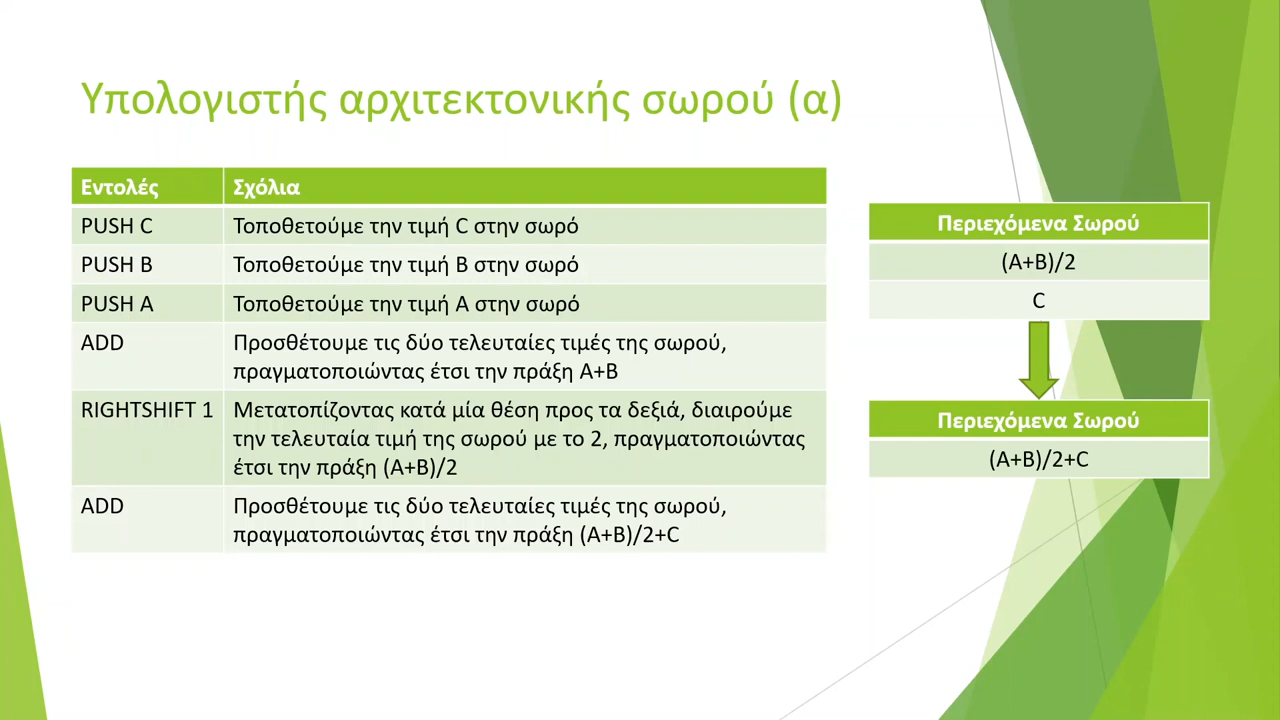 Υπολογιστής αρχιτεκτονικής σωρού (α)
Εντολές Σχόλια
PUSH C Τοποθετούμε την τιμή C στην σωρό
PUSH B Τοποθετούμε την τιμή B στην σωρό
PUSH A Τοποθετούμε την τιμή A στην σωρό
ADD Προσθέτουμε τις δύο τελευταίες τιμές της σωρού,
πραγματοποιώντας έτσι την πράξη A+B
RIGHTSHIFT 1 Μετατοπίζοντας κατά μία θέση προς τα δεξιά, διαιρούμε
την τελευταία τιμή της σωρού με το 2, πραγματοποιώντας
έτσι την πράξη (A+B)/2
ADD Προσθέτουμε τις δύο τελευταίες τιμές της σωρού,
πραγματοποιώντας έτσι την πράξη (A+B)/2+C
Περιεχόμενα Σωρού
(A+B)/2
C
Περιεχόμενα Σωρού
(A+B)/2+C